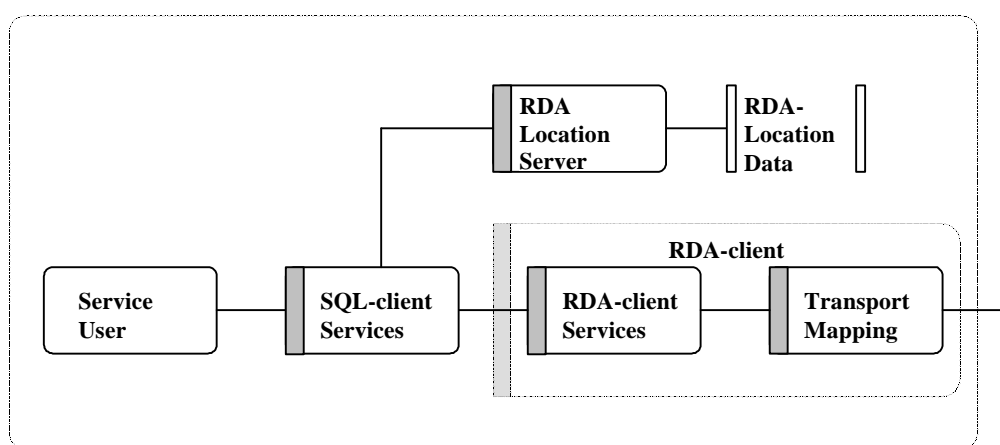 RDA
Location
Server
RDA-
Location
Data
RDA-client
Service
User
SQL-client
Services
RDA-client
Services
Transport
Mapping